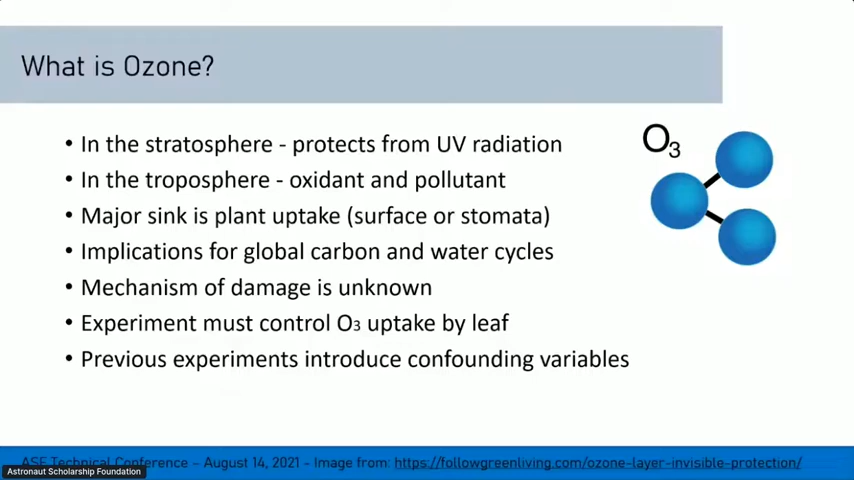 What is Ozone?
• In the stratosphere - protects from UV radiation
O₃
• In the troposphere - oxidant and pollutant
• Major sink is plant uptake (surface or stomata)
• Implications for global carbon and water cycles
• Mechanism of damage is unknown
• Experiment must control O₃ uptake by leaf
• Previous experiments introduce confounding variables
ASF Technical Conference – August 14, 2021 – Image from: https://followgreenliving.com/ozone-layer-invisible-protection/
Astronaut Scholarship Foundation